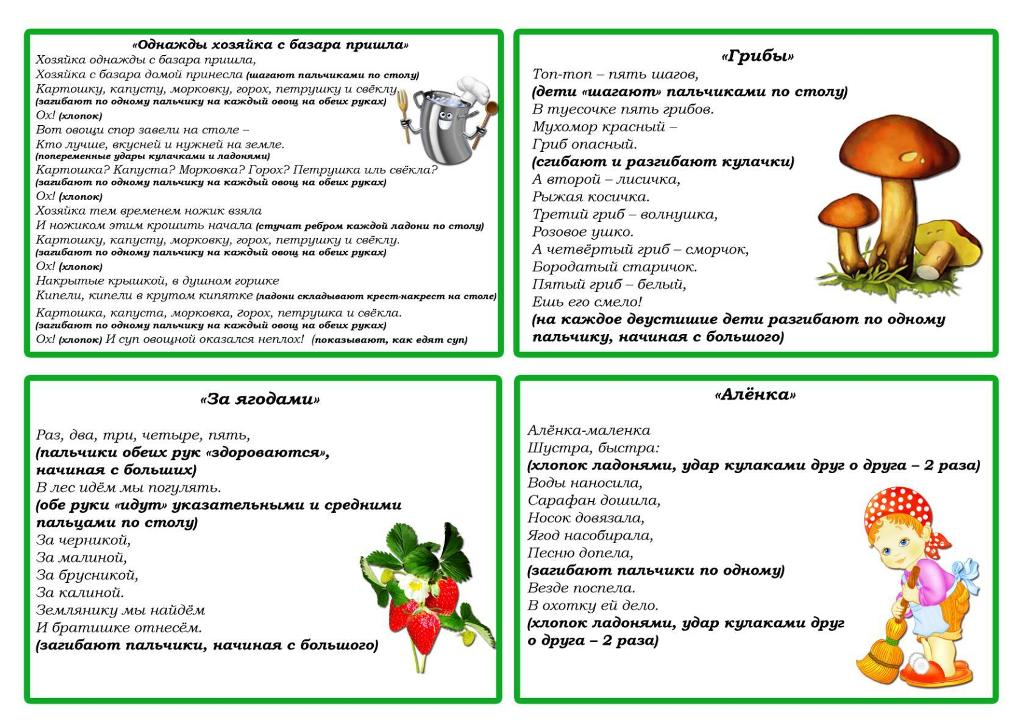 «Однажды хозяйка с базара пришла»
Хозяйка однажды с базара пришла,
Хозяйка с базара домой принесла (шагают пальчиками по столу)
Картошку, капусту, морковку, горох, петрушку и свёклу.
(загибают по одному пальчику на каждый овощ на обеих руках)
Ох! (хлопок)
Вот овощи спор завели на столе –
Кто лучше, вкусней и нужней на земле.
(попеременные удары кулачками и ладонями)
Картошка? Капуста? Морковка? Горох? Петрушка иль свёкла?
(загибают по одному пальчику на каждый овощ на обеих руках)
Ох! (хлопок)
Хозяйка тем временем ножик взяла
И ножиком этим крошить начала (стучат ребром каждой ладони по столу)
Картошку, капусту, морковку, горох, петрушку и свёклу.
(загибают по одному пальчику на каждый овощ на обеих руках)
Ох! (хлопок)
Накрытые крышкой, в душном горшке
Кипели, кипели в крутом кипятке (ладони складывают крест-накрест на столе)
Картошка, капуста, морковка, горох, петрушка и свёкла.
(загибают по одному пальчику на каждый овощ на обеих руках)
Ох! (хлопок) И суп овощной оказался неплох! (показывают, как едят суп)
«Грибы»
Топ-топ – пять шагов,
(дети «шагают» пальчиками по столу)
В туесочке пять грибов.
Мухомор красный –
Гриб опасный.
(сгибают и разгибают кулачки)
А второй – лисичка,
Рыжая косичка.
Третий гриб – волнушка,
Розовое ушко.
А четвёртый гриб – сморчок,
Бородатый старичок.
Пятый гриб – белый,
Ешь его смело!
(на каждое двустишие дети разгибают по одному
пальчику, начиная с большого)
«За ягодами»
Раз, два, три, четыре, пять,
(пальчики обеих рук «здороваются»,
начиная с больших)
В лес идём мы погулять.
(обе руки «идут» указательными и средними
пальцами по столу)
За черникой,
За малиной,
За брусникой,
За калиной.
Землянику мы найдём
И братишке отнесём.
(загибают пальчики, начиная с большого)
«Алёнка»
Алёнка-маленка
Шустра, быстра:
(хлопок ладонями, удар кулаками друг о друга – 2 раза)
Воды наносила,
Сарафан дошила,
Носок довязала,
Ягод насобирала,
Песню допела,
(загибают пальчики по одному)
Везде поспела.
В охотку ей дело.
(хлопок ладонями, удар кулаками друг
о друга – 2 раза)